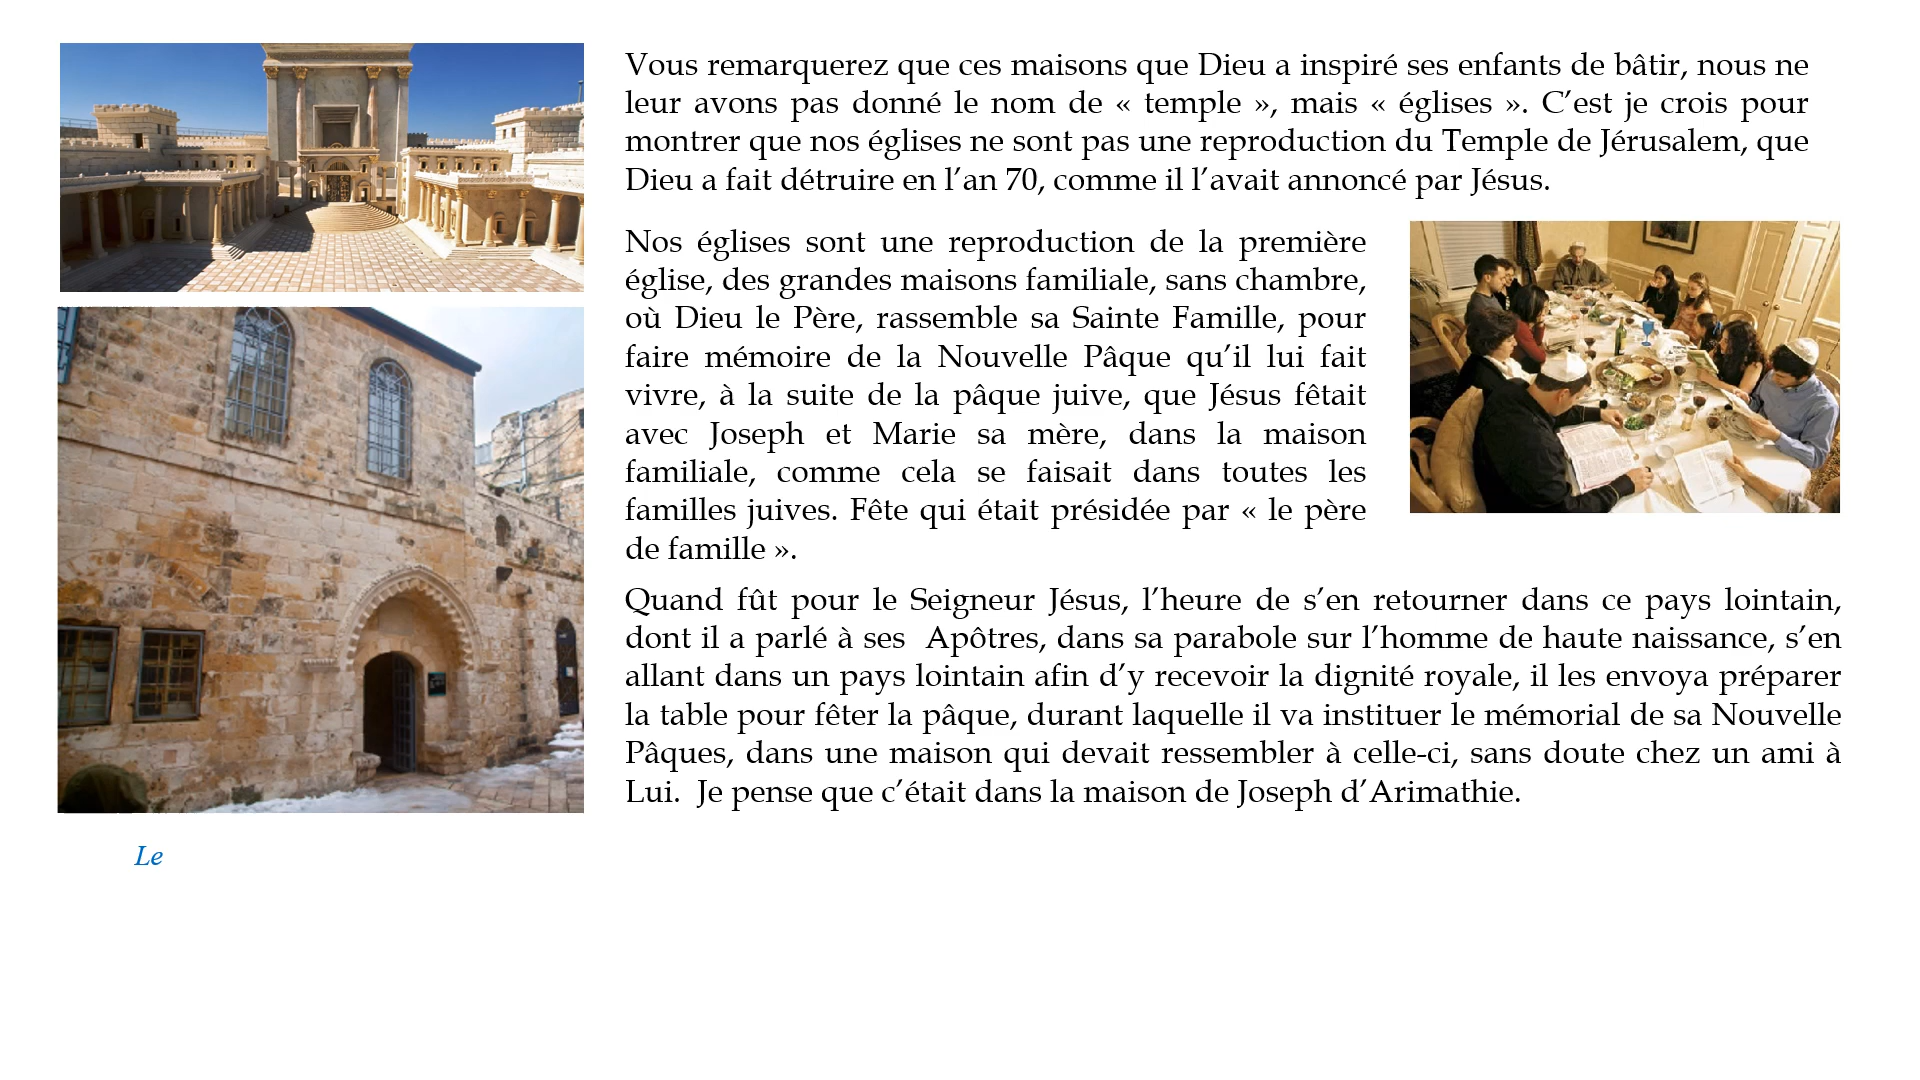 Vous remarquerez que ces maisons que Dieu a inspiré ses enfants de bâtir, nous ne
leur avons pas donné le nom de « temple », mais « églises ». C’est je crois pour
montrer que nos églises ne sont pas une reproduction du Temple de Jérusalem, que
Dieu a fait détruire en l’an 70, comme il l’avait annoncé par Jésus.
Nos églises sont une reproduction de la première
église, des grandes maisons familiale, sans chambre,
où Dieu le Père, rassemble sa Sainte Famille, pour
faire mémoire de la Nouvelle Pâque qu’il lui fait
vivre, à la suite de la pâque juive, que Jésus fêtait
avec Joseph et Marie sa mère, dans la maison
familiale, comme cela se faisait dans toutes les
familles juives. Fête qui était présidée par « le père
de famille ».
Quand fût pour le Seigneur Jésus, l’heure de s’en retourner dans ce pays lointain,
dont il a parlé à ses  Apôtres, dans sa parabole sur l’homme de haute naissance, s’en
allant dans un pays lointain afin d’y recevoir la dignité royale, il les envoya préparer
la table pour fêter la pâque, durant laquelle il va instituer le mémorial de sa Nouvelle
Pâques, dans une maison qui devait ressembler à celle-ci, sans doute chez un ami à
Lui.  Je pense que c’était dans la maison de Joseph d’Arimathie.
Le